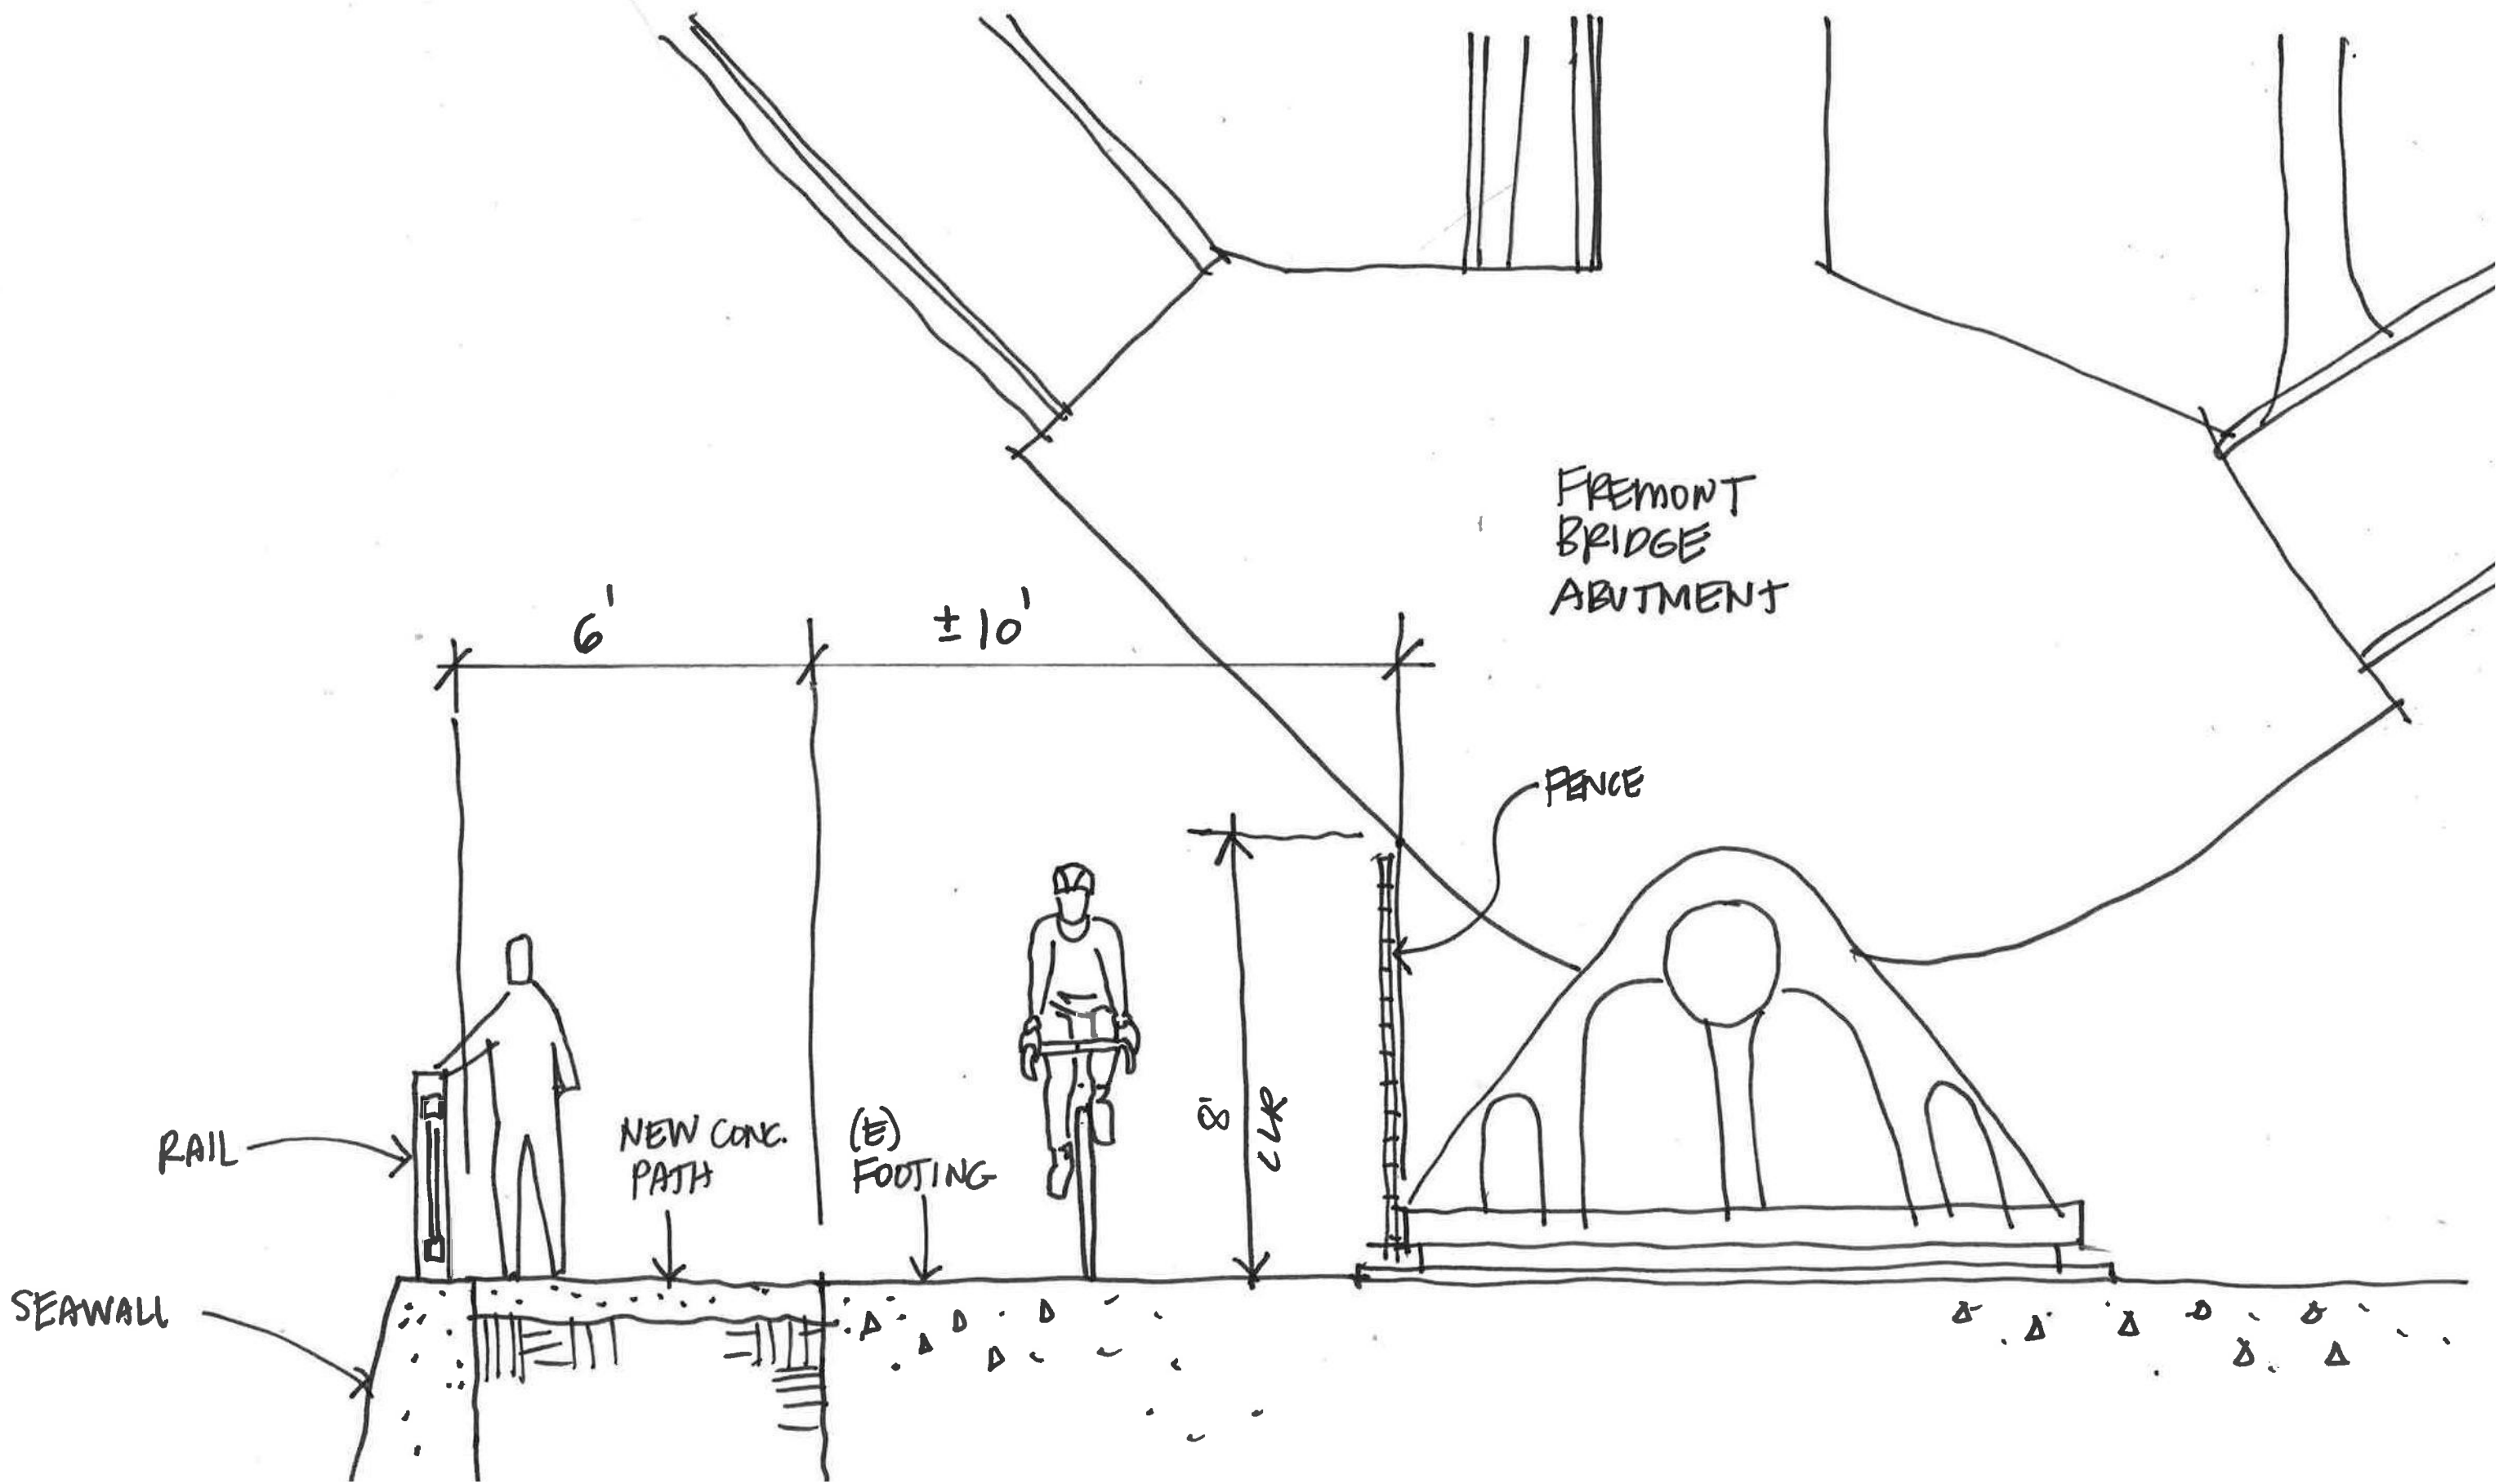 FREMONT
BRIDGE
ABUTMENT
6'
±10'
FENCE
8'
CLR
RAIL
NEW CONC.
PATH
(E)
FOOTING
SEAWALL